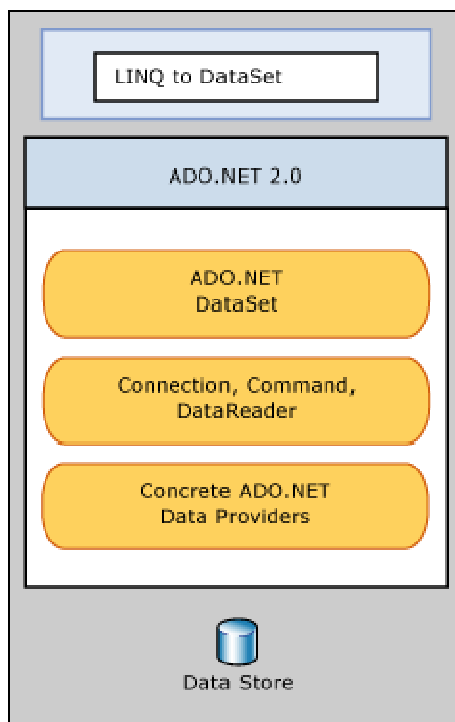 LINQ to DataSet
ADO.NET 2.0
ADO.NET
DataSet
Connection, Command,
DataReader
Concrete ADO.NET
Data Providers
Data Store